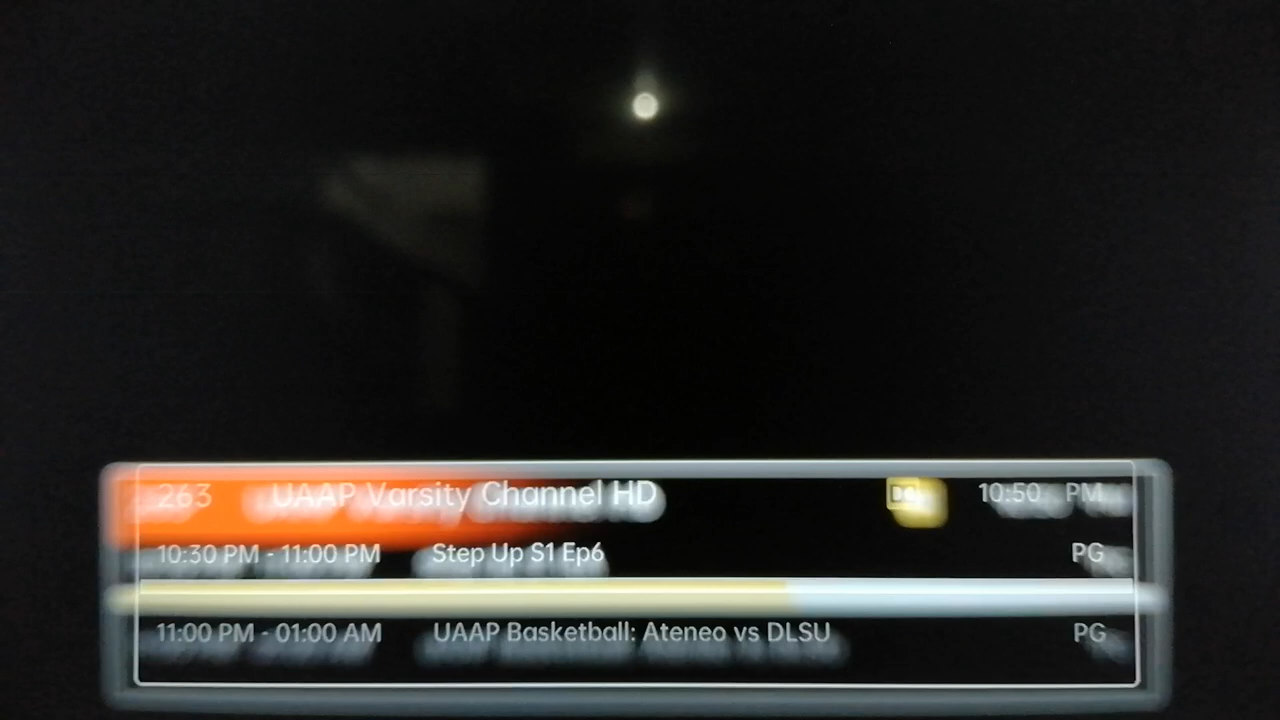 263 UAAP Varsity Channel HD 10:50 PM
10:30 PM - 11:00 PM Step Up S1 Ep6 PG
11:00 PM - 01:00 AM UAAP Basketball: Ateneo vs DLSU PG